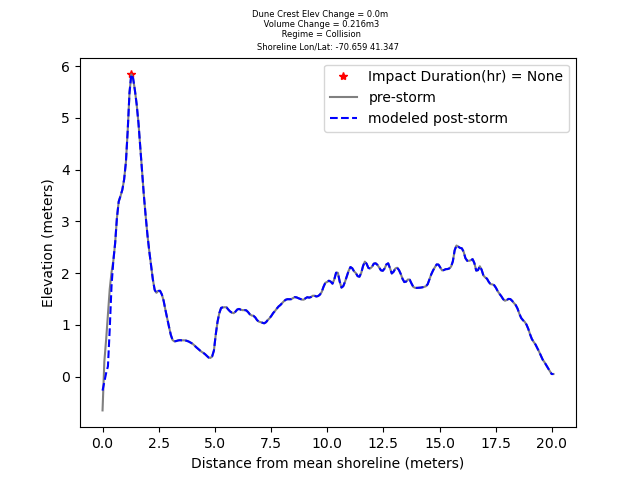 Dune Crest Elev Change = 0.0m
Volume Change = 0.216m3
Regime = Collision
Shoreline Lon/Lat: -70.659 41.347
Impact Duration(hr) = None
pre-storm
modeled post-storm
Elevation (meters)
6
5
4
3
2
1
0
0.0 2.5 5.0 7.5 10.0 12.5 15.0 17.5 20.0
Distance from mean shoreline (meters)